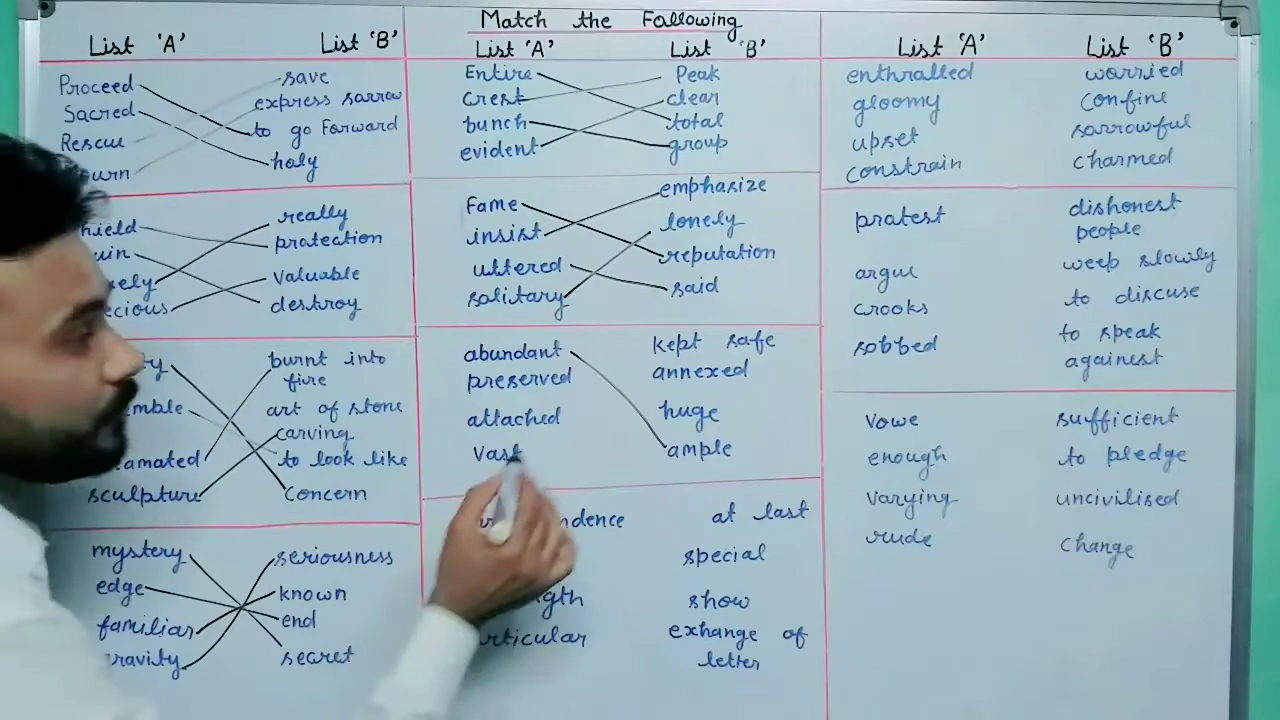 Match the Following
List 'A' List 'B'
Proceed save
Sacred express sarrow
Rescue to go Forward
holy
really
protection
valuable
destroy
burnt into
fire
art of stone
carving
to look like
sculpture concern
mystery seriousness
edge known
familiar end
secret
List 'A' List 'B'
Entire Peak
Crest clear
bunch total
evident group
Fame emphasize
insist lonely
uttered reputation
solitary said
abundant kept safe
preserved annexed
attached huge
Vast ample
at last
special
show
exchange of
letter
List 'A' List 'B'
enthralled worried
gloomy confine
upset sarrowful
constrain charmed
pratest dishonest
people
argue weep slowly
crooks to discuse
sobbed to speak
againest
Vowe sufficient
enough to pledge
varying uncivilised
rude change